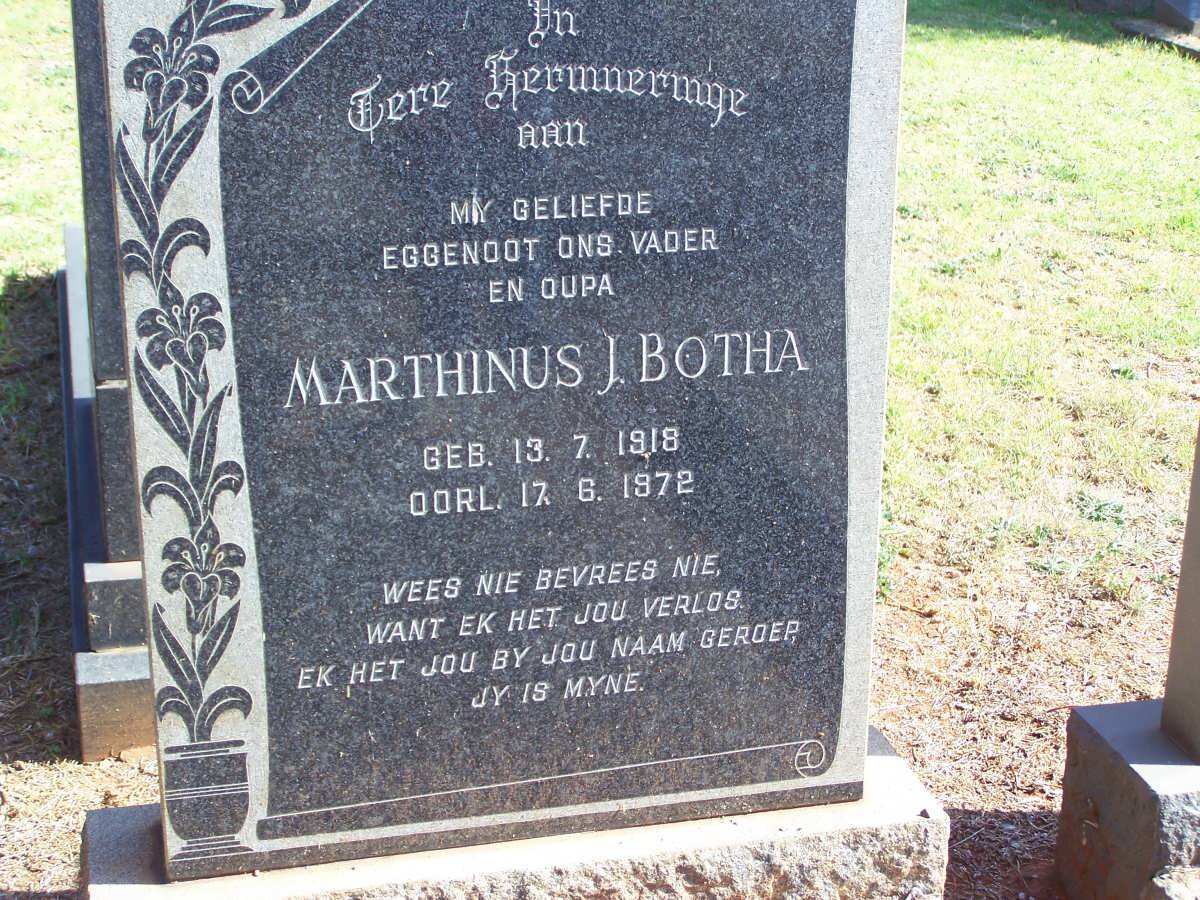 In
Tere Herinneringe
aan
MY GELIEFDE
EGGENOOT ONS VADER
EN OUPA
MARTHINUS J. BOTHA
GEB. 13. 7. 1918
OORL. 17. 6. 1972
WEES NIE BEVREES NIE,
WANT EK HET JOU VERLOS.
EK HET JOU BY JOU NAAM GEROEP,
JY IS MYNE.